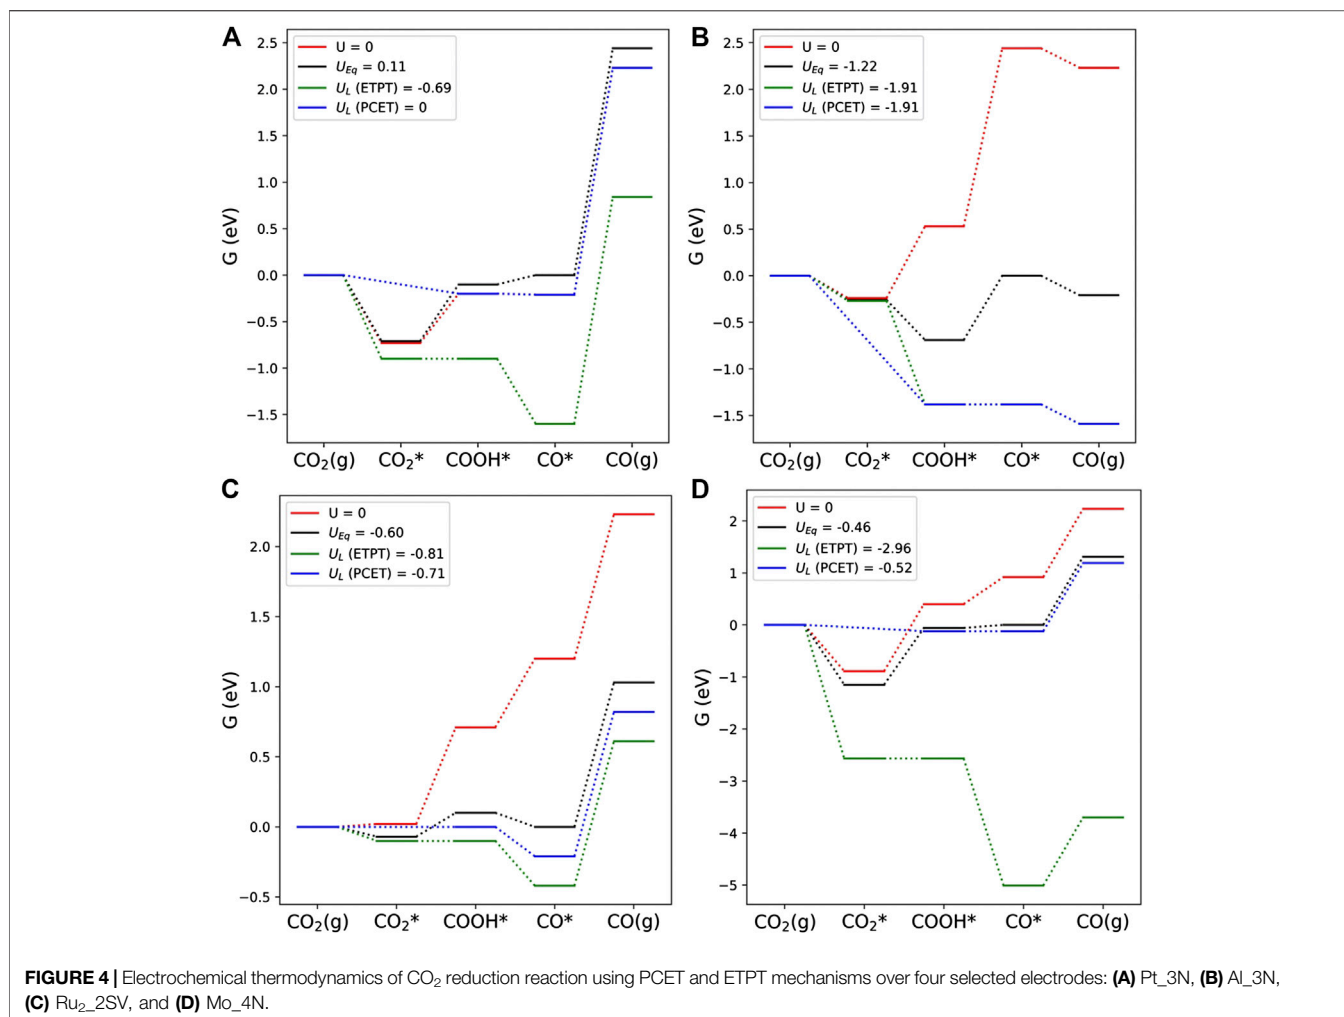 A
U = 0
U_Eq = 0.11
U_L (ETPT) = -0.69
U_L (PCET) = 0
2.5
2.0
1.5
1.0
0.5
0.0
−0.5
−1.0
−1.5
G (eV)
CO₂(g) CO₂* COOH* CO* CO(g)
B
U = 0
U_Eq = -1.22
U_L (ETPT) = -1.91
U_L (PCET) = -1.91
2.5
2.0
1.5
1.0
0.5
0.0
−0.5
−1.0
−1.5
G (eV)
CO₂(g) CO₂* COOH* CO* CO(g)
C
U = 0
U_Eq = -0.60
U_L (ETPT) = -0.81
U_L (PCET) = -0.71
2.0
1.5
1.0
0.5
0.0
−0.5
G (eV)
CO₂(g) CO₂* COOH* CO* CO(g)
D
U = 0
U_Eq = -0.46
U_L (ETPT) = -2.96
U_L (PCET) = -0.52
2
1
0
−1
−2
−3
−4
−5
G (eV)
CO₂(g) CO₂* COOH* CO* CO(g)
FIGURE 4 | Electrochemical thermodynamics of CO₂ reduction reaction using PCET and ETPT mechanisms over four selected electrodes: (A) Pt_3N, (B) Al_3N,
(C) Ru₂_2SV, and (D) Mo_4N.